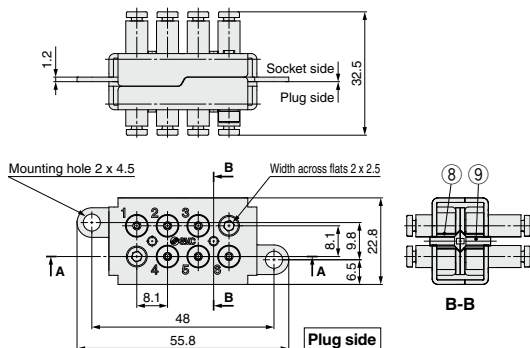 1.2
Socket side
Plug side
32.5
Mounting hole 2 x 4.5
B
Width across flats 2 x 2.5
8 9
1 2 3
SMC
4 5 6
A A
8.1
9.8
22.8
6.5
8.1
B
B-B
48
55.8
Plug side